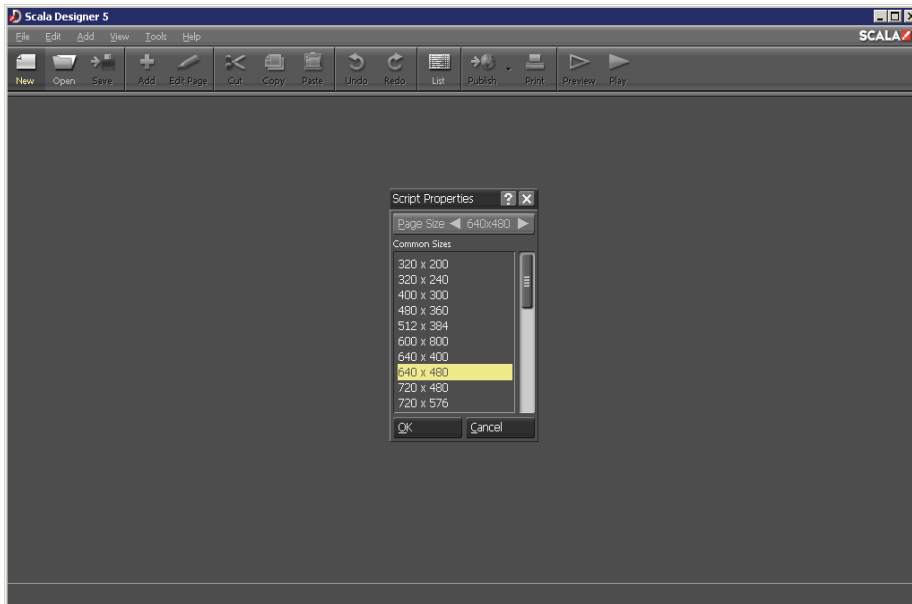 Scala Designer 5
File Edit Add View Tools Help SCALA
New Open Save Add Edit Page Cut Copy Paste Undo Redo List Publish Print Preview Play
Script Properties ? X
Page Size 640x480
Common Sizes
320 x 200
320 x 240
400 x 300
480 x 360
512 x 384
600 x 800
640 x 400
640 x 480
720 x 480
720 x 576
OK Cancel